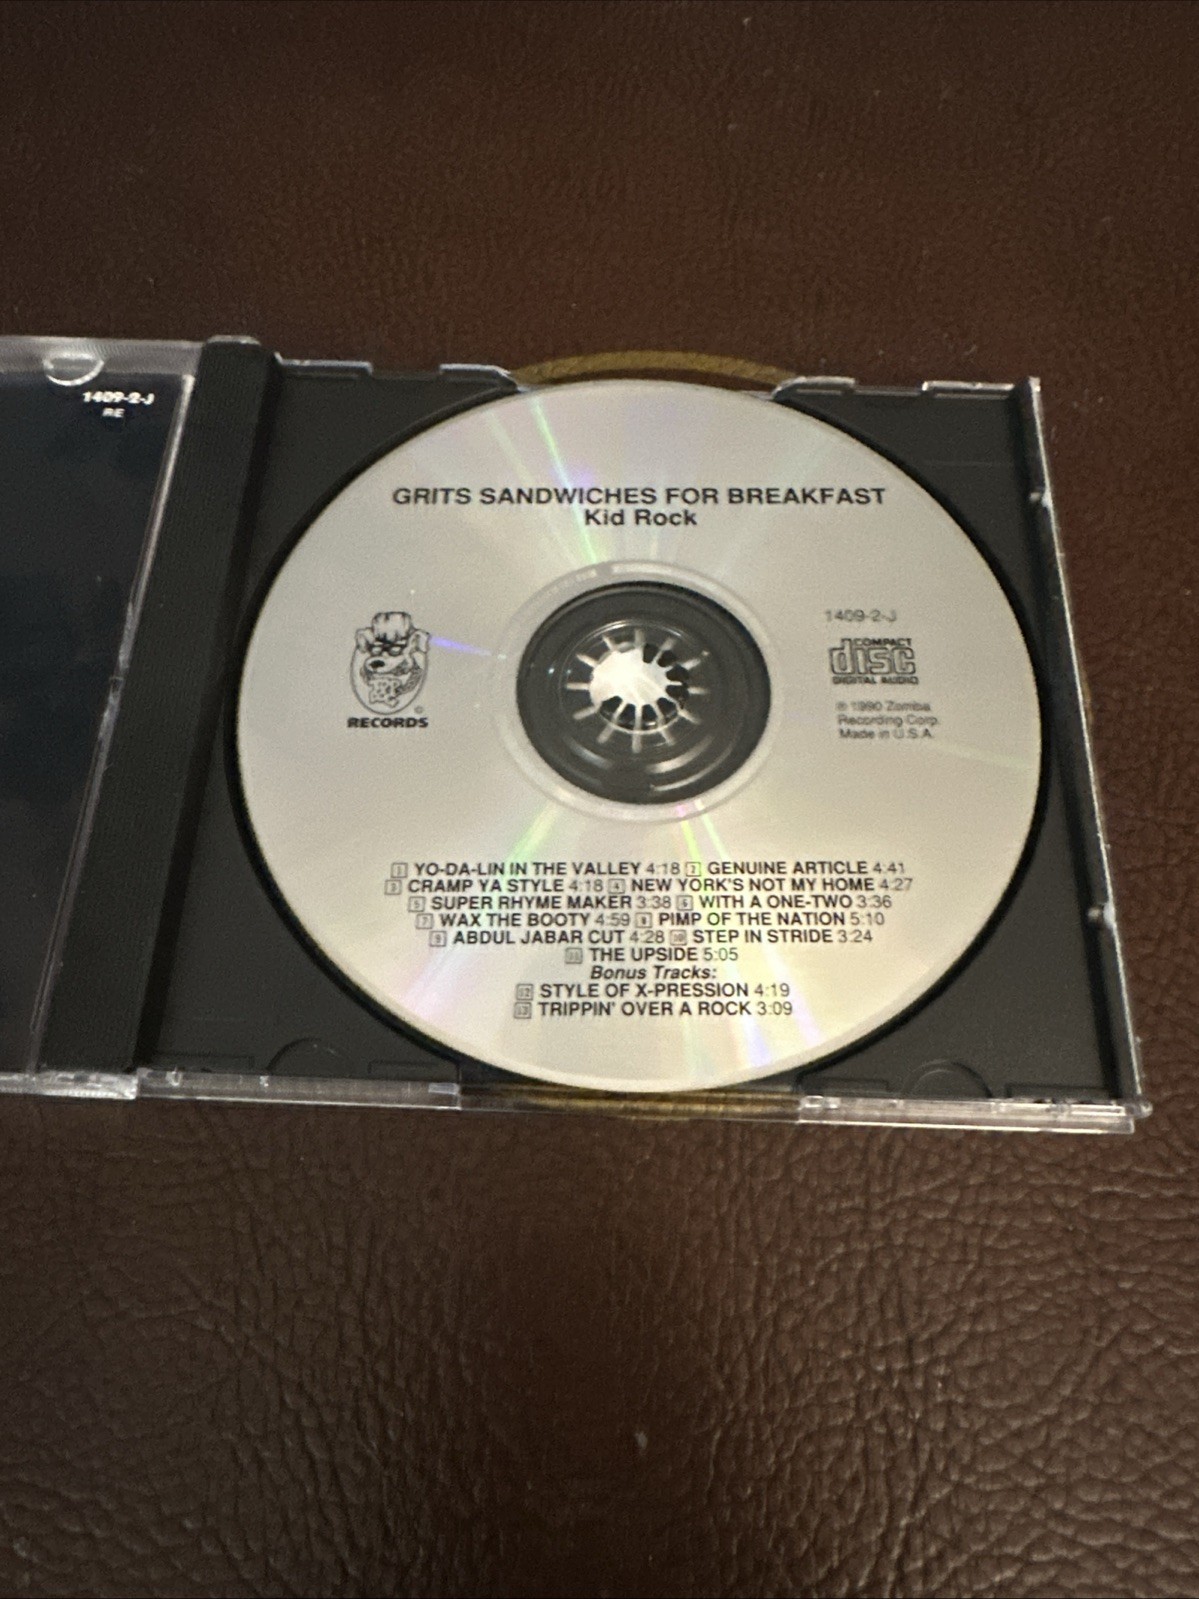 1409-2-J
RE
GRITS SANDWICHES FOR BREAKFAST
Kid Rock
RECORDS
©
1409-2-J
COMPACT
disc
DIGITAL AUDIO
℗ 1990 Zomba
Recording Corp.
Made in U.S.A.
1 YO-DA-LIN IN THE VALLEY 4:18 2 GENUINE ARTICLE 4:41
3 CRAMP YA STYLE 4:18 4 NEW YORK'S NOT MY HOME 4:27
5 SUPER RHYME MAKER 3:38 6 WITH A ONE-TWO 3:36
7 WAX THE BOOTY 4:59 8 PIMP OF THE NATION 5:10
9 ABDUL JABAR CUT 4:28 10 STEP IN STRIDE 3:24
11 THE UPSIDE 5:05
Bonus Tracks:
12 STYLE OF X-PRESSION 4:19
13 TRIPPIN' OVER A ROCK 3:09